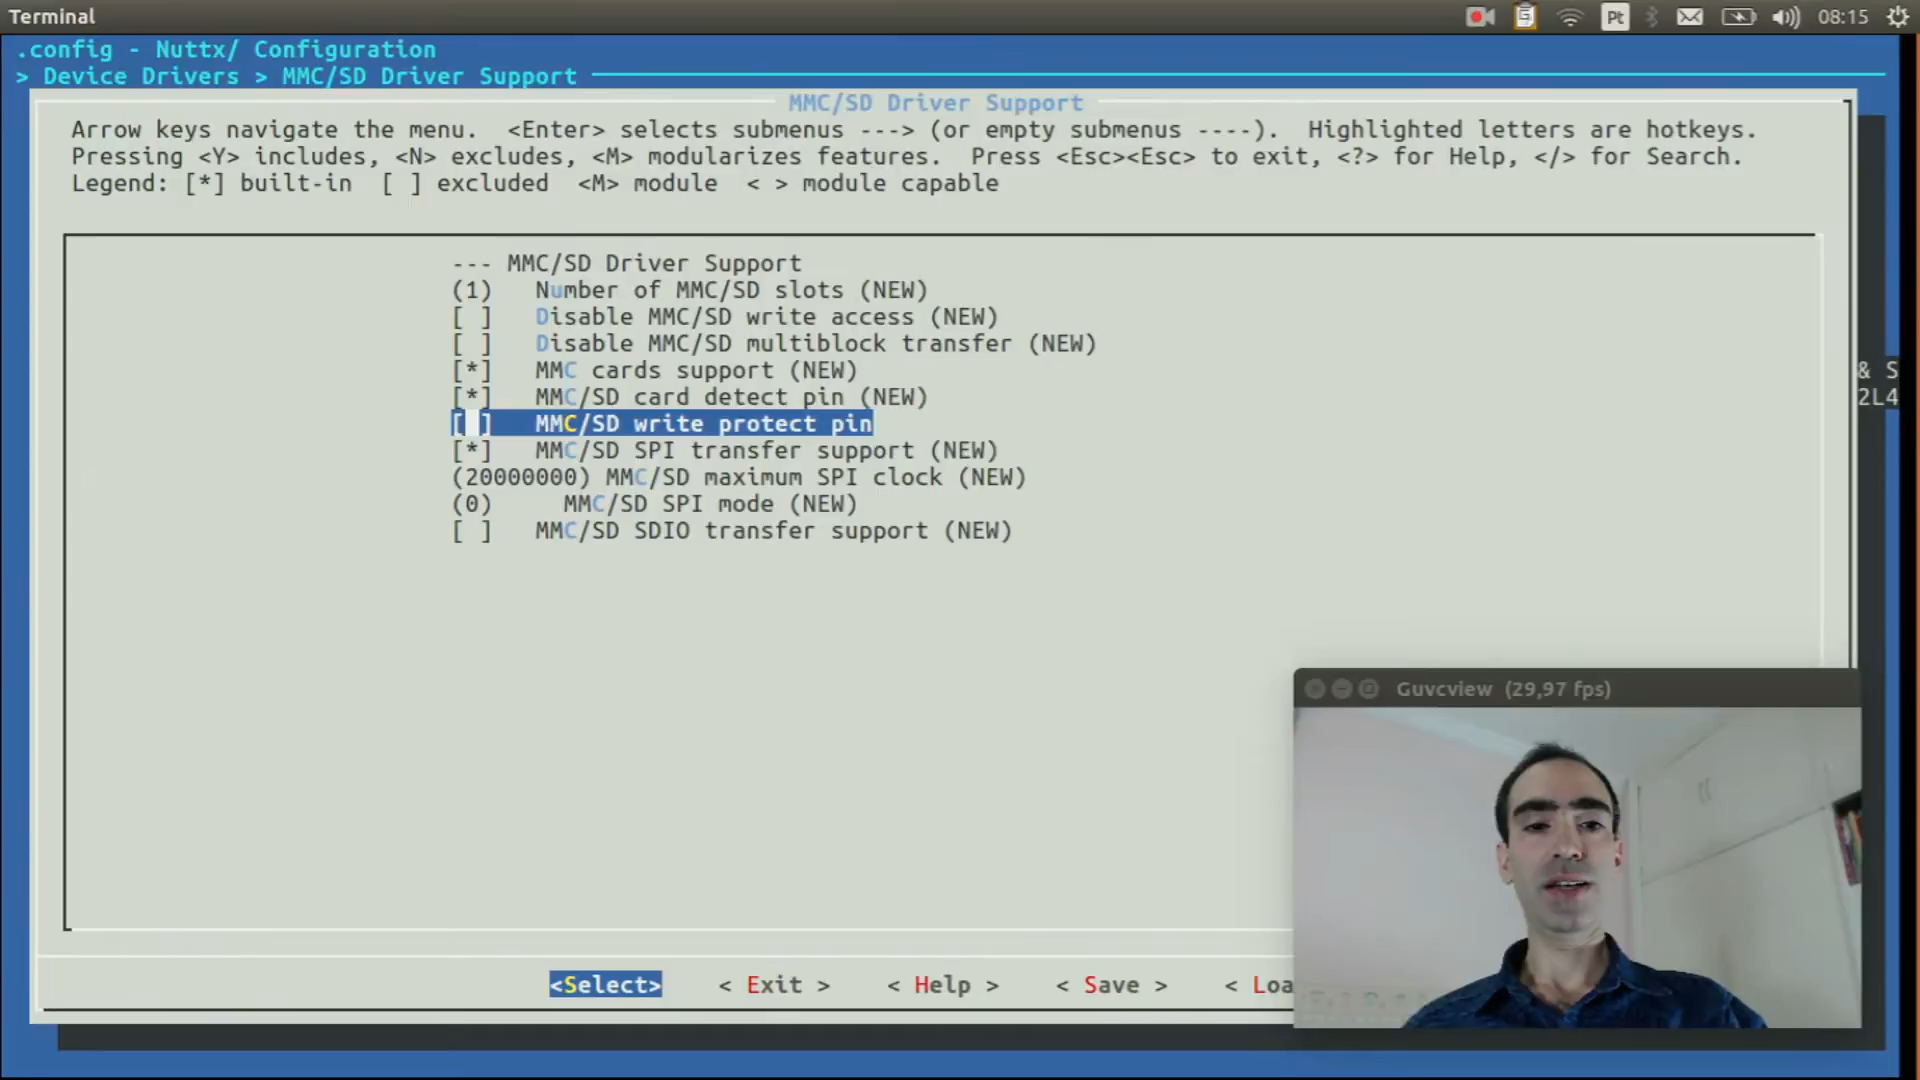 Terminal
Pt
08:15
.config - Nuttx/ Configuration
> Device Drivers > MMC/SD Driver Support
MMC/SD Driver Support
Arrow keys navigate the menu. <Enter> selects submenus ---> (or empty submenus ----). Highlighted letters are hotkeys.
Pressing <Y> includes, <N> excludes, <M> modularizes features. Press <Esc><Esc> to exit, <?> for Help, </> for Search.
Legend: [*] built-in [ ] excluded <M> module < > module capable
--- MMC/SD Driver Support
(1) Number of MMC/SD slots (NEW)
[ ] Disable MMC/SD write access (NEW)
[ ] Disable MMC/SD multiblock transfer (NEW)
[*] MMC cards support (NEW)
& S
[*] MMC/SD card detect pin (NEW)
2L4
[ ] MMC/SD write protect pin
[*] MMC/SD SPI transfer support (NEW)
(20000000) MMC/SD maximum SPI clock (NEW)
(0) MMC/SD SPI mode (NEW)
[ ] MMC/SD SDIO transfer support (NEW)
Guvcview (29,97 fps)
<Select> < Exit > < Help > < Save > < Loa